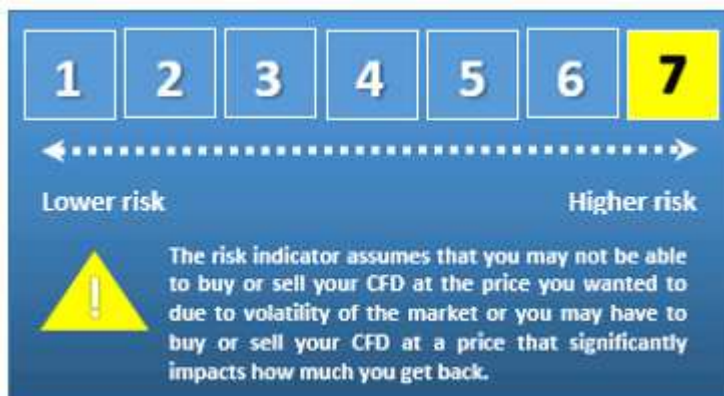 1 2 3 4 5 6 7
Lower risk Higher risk
!
The risk indicator assumes that you may not be able
to buy or sell your CFD at the price you wanted to
due to volatility of the market or you may have to
buy or sell your CFD at a price that significantly
impacts how much you get back.